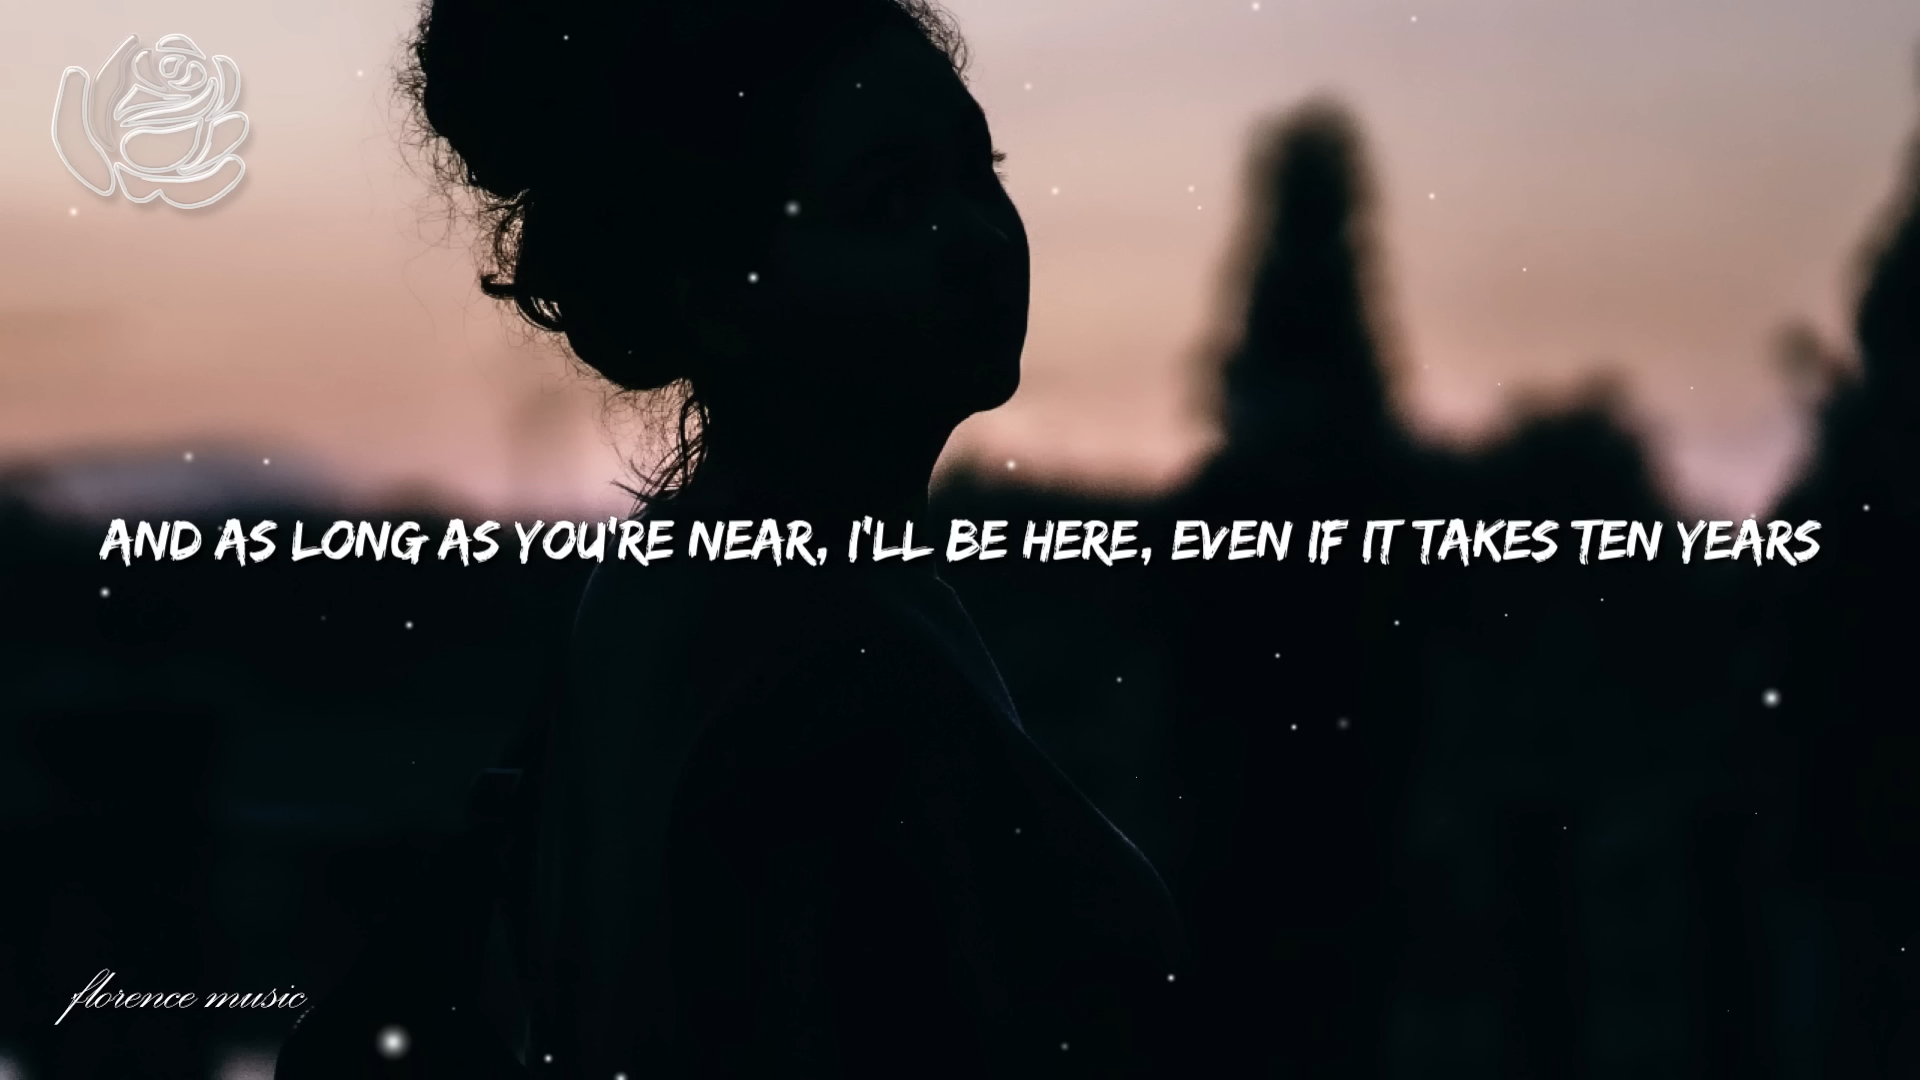 AND AS LONG AS YOU'RE NEAR, I'LL BE HERE, EVEN IF IT TAKES TEN YEARS
florence music